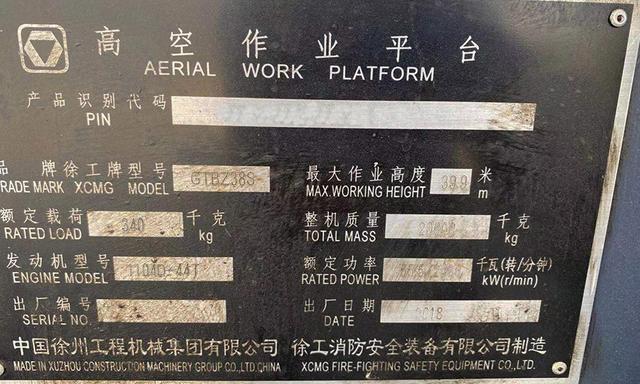 高空作业平台
AERIAL WORK PLATFORM
产品识别代码
PIN
品 牌徐工牌型号 最大作业高度 米
TRADE MARK XCMG MODEL GTBZ38S MAX.WORKING HEIGHT 39.9 m
额定载荷 千克 整机质量 千克
RATED LOAD 340 kg TOTAL MASS kg
发动机型号 额定功率 千瓦(转/分钟)
ENGINE MODEL 1104D-44T RATED POWER kW(r/min)
出厂编号 出厂日期
SERIAL NO. DATE 2018
中国徐州工程机械集团有限公司 徐工消防安全装备有限公司制造
MADE IN XUZHOU CONSTRUCTION MACHINERY GROUP CO.,LTD.CHINA XCMG FIRE-FIGHTING SAFETY EQUIPMENT CO.,LTD.